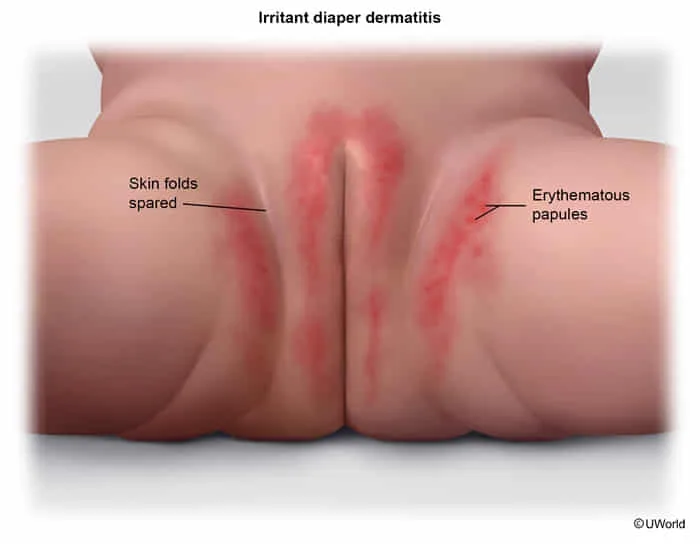 Irritant diaper dermatitis
Skin folds
spared
Erythematous
papules
©UWorld